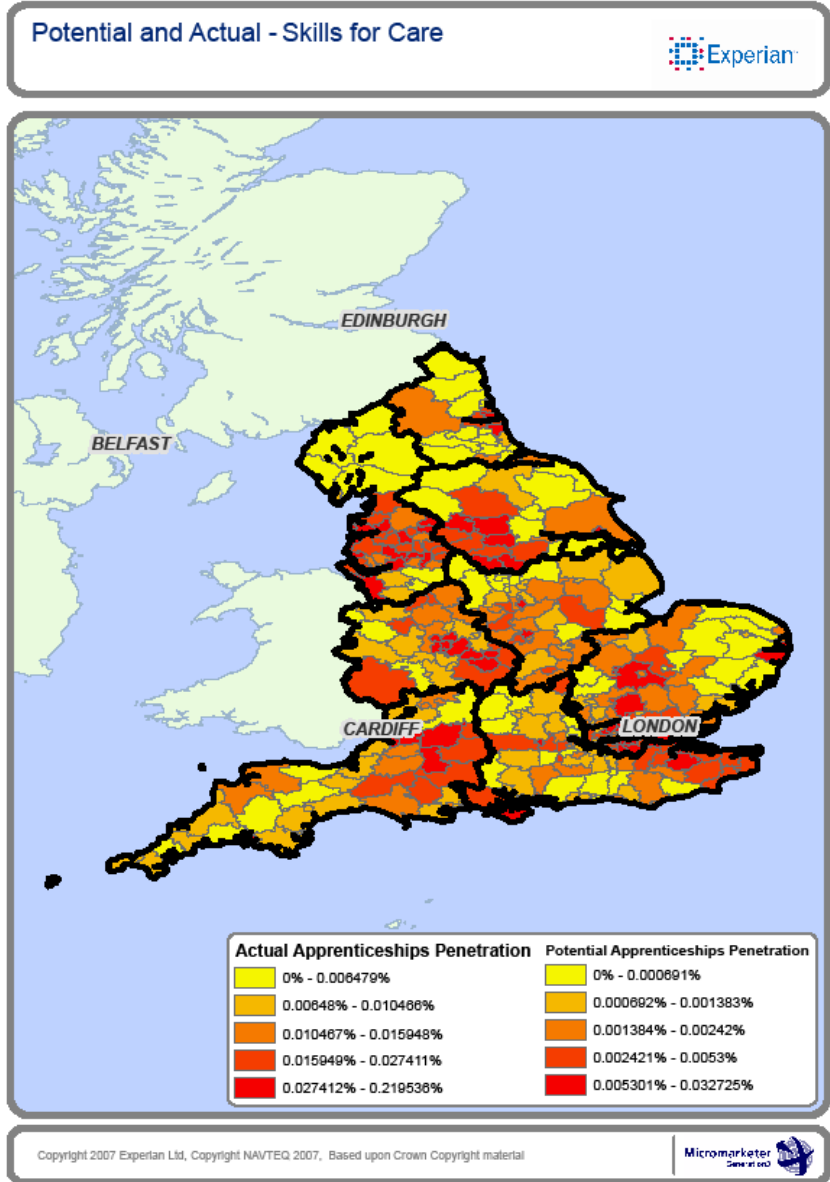 Potential and Actual - Skills for Care
Experian
EDINBURGH
BELFAST
CARDIFF
LONDON
Actual Apprenticeships Penetration
0% - 0.006479%
0.00648% - 0.010466%
0.010467% - 0.015948%
0.015949% - 0.027411%
0.027412% - 0.219536%
Potential Apprenticeships Penetration
0% - 0.000691%
0.000692% - 0.001383%
0.001384% - 0.00242%
0.002421% - 0.0053%
0.005301% - 0.032725%
Copyright 2007 Experian Ltd, Copyright NAVTEQ 2007, Based upon Crown Copyright material
Micromarketer
Generation3